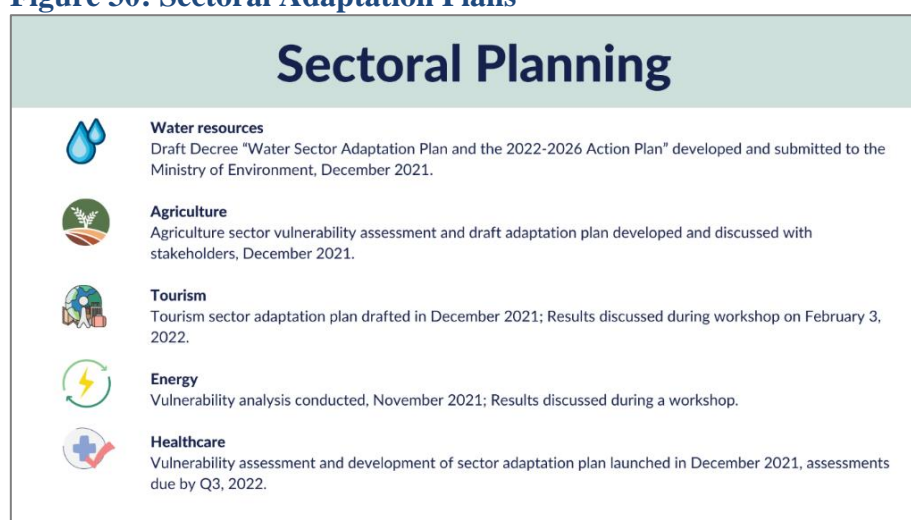 Figure 30: Sectoral Adaptation Plans
Sectoral Planning
Water resources
Draft Decree “Water Sector Adaptation Plan and the 2022-2026 Action Plan” developed and submitted to the
Ministry of Environment, December 2021.
Agriculture
Agriculture sector vulnerability assessment and draft adaptation plan developed and discussed with
stakeholders, December 2021.
Tourism
Tourism sector adaptation plan drafted in December 2021; Results discussed during workshop on February 3,
2022.
Energy
Vulnerability analysis conducted, November 2021; Results discussed during a workshop.
Healthcare
Vulnerability assessment and development of sector adaptation plan launched in December 2021, assessments
due by Q3, 2022.